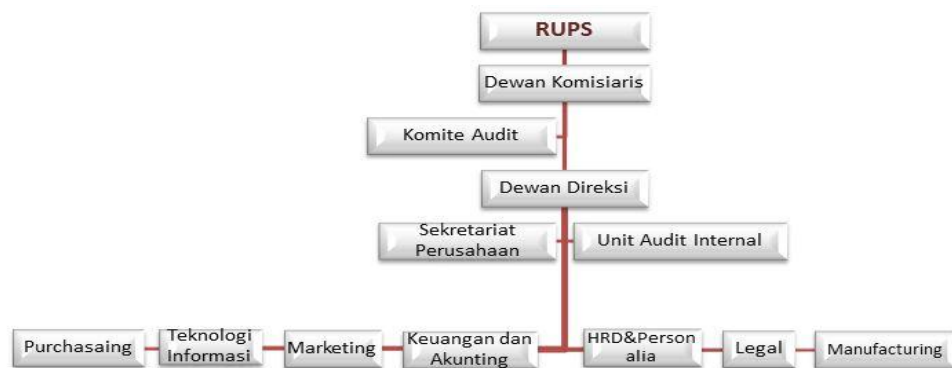 RUPS
Dewan Komisiaris
Komite Audit
Dewan Direksi
Sekretariat
Perusahaan
Unit Audit Internal
Purchasaing
Teknologi
Informasi
Marketing
Keuangan dan
Akunting
HRD&Person
alia
Legal
Manufacturing